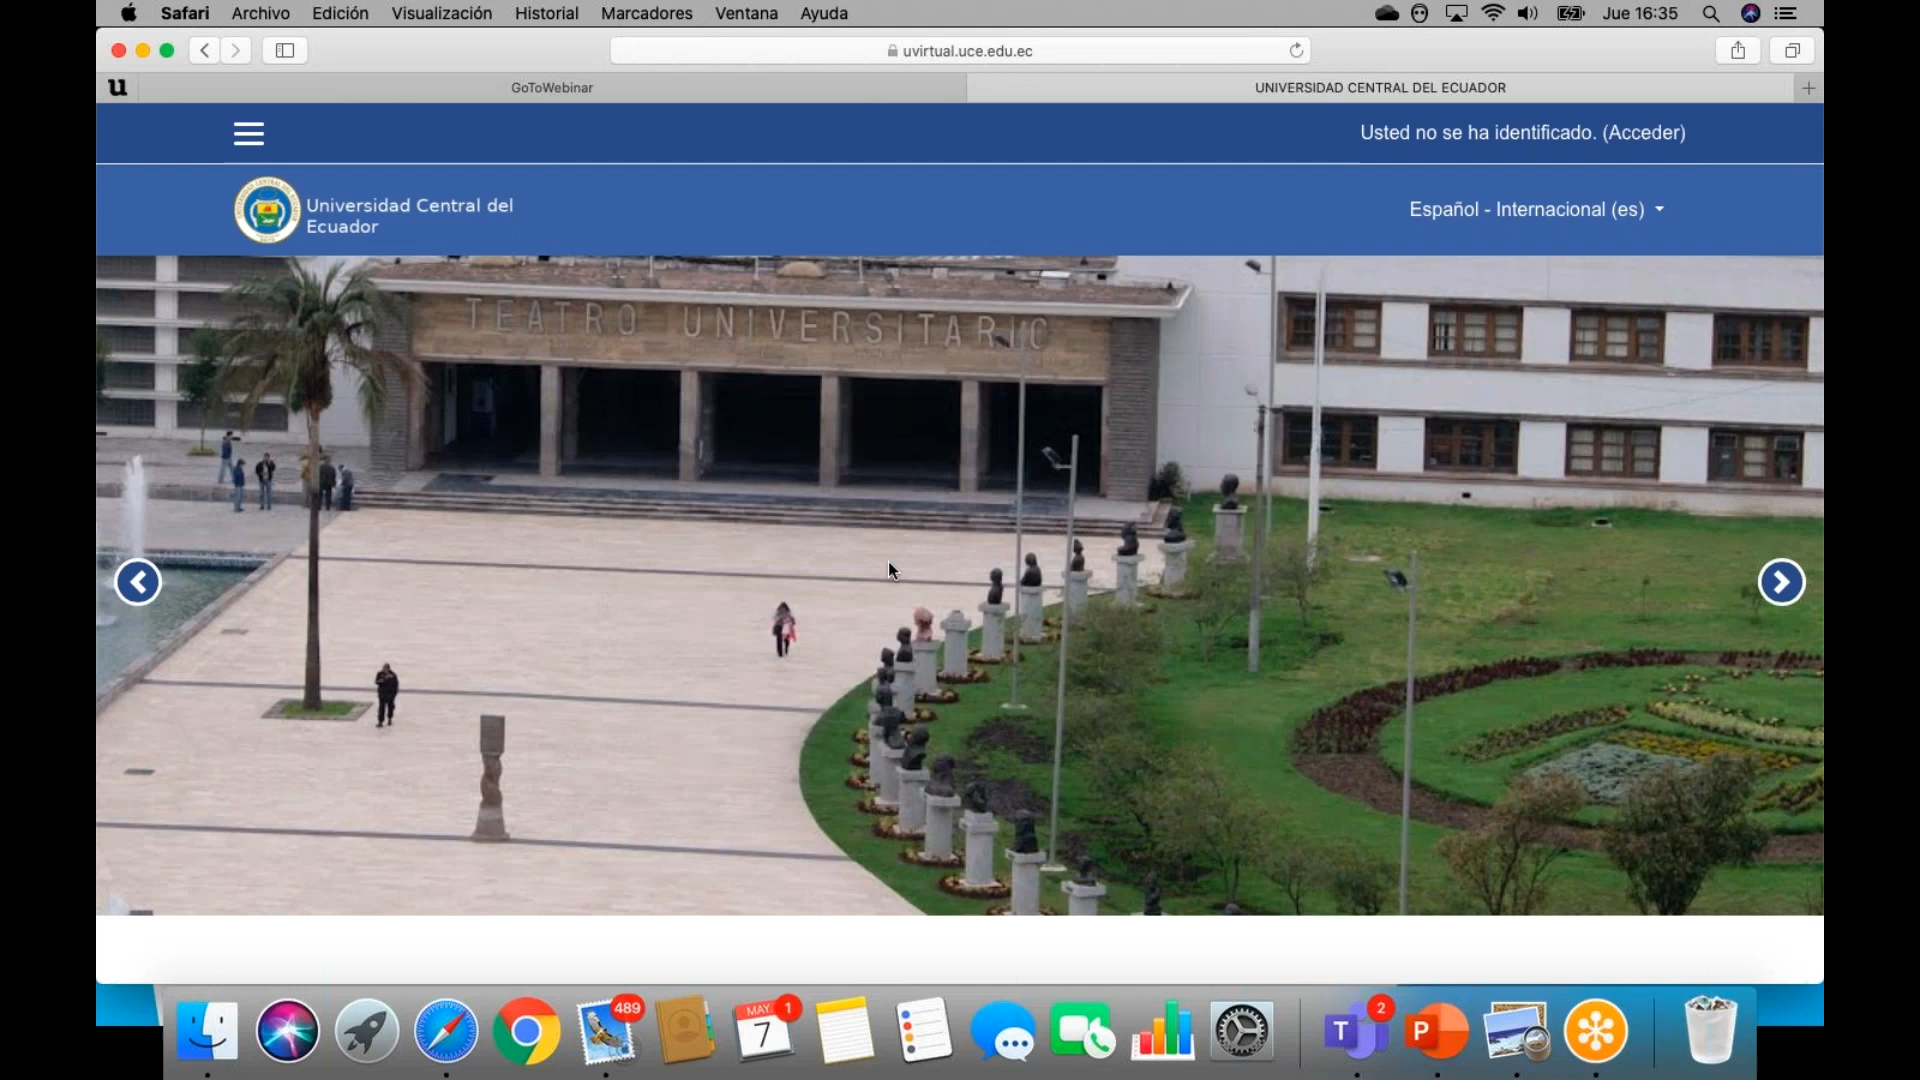 Safari Archivo Edición Visualización Historial Marcadores Ventana Ayuda Jue 16:35
uvirtual.uce.edu.ec
u GoToWebinar UNIVERSIDAD CENTRAL DEL ECUADOR
Usted no se ha identificado. (Acceder)
Universidad Central del
Ecuador
Español - Internacional (es)
TEATRO UNIVERSITARIO
489
MAY
7
1
T
2
P